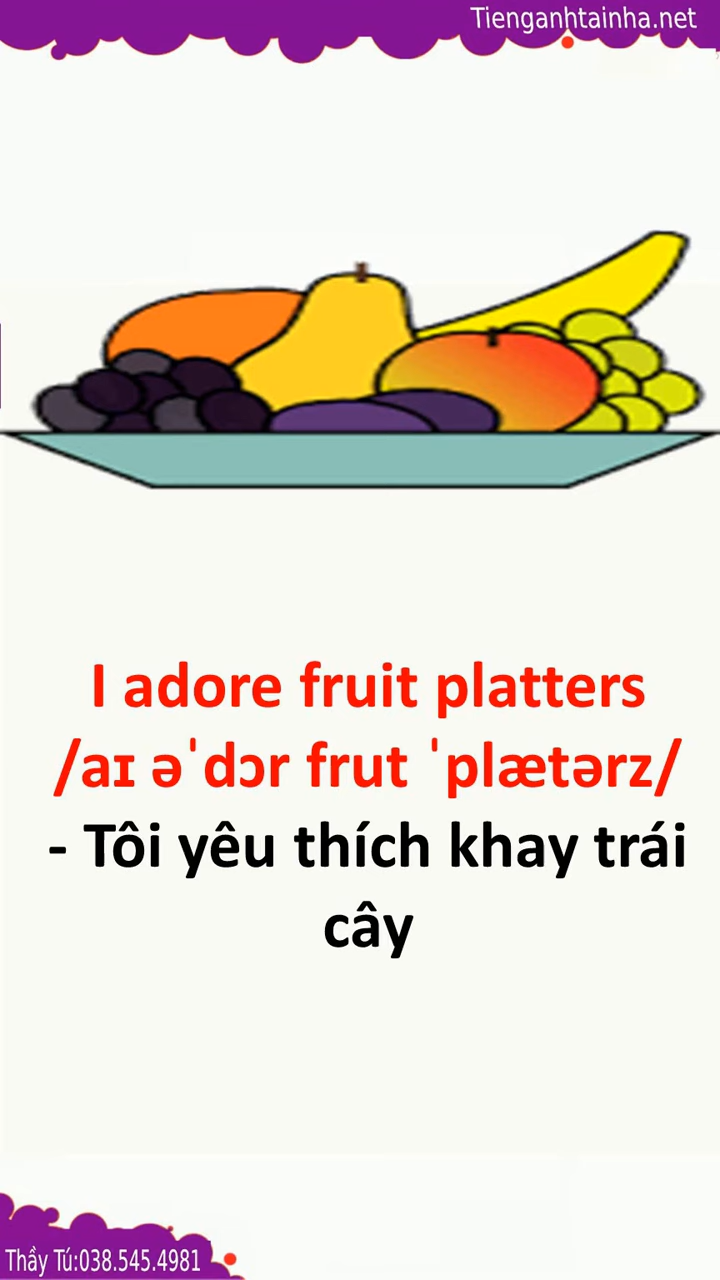 Tienganhtainha.net
I adore fruit platters
/aɪ əˈdɔr frut ˈplætərz/
- Tôi yêu thích khay trái
cây
Thầy Tú:038.545.4981